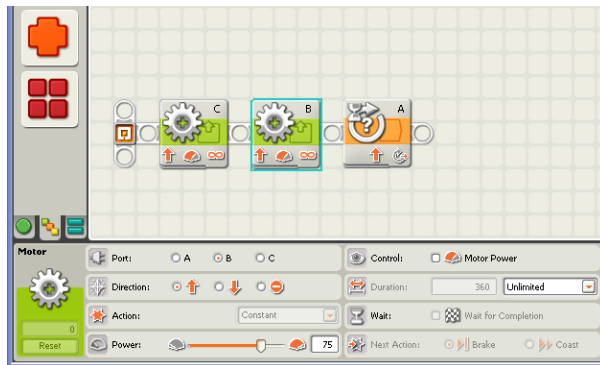 C
B
A
Motor
Port:
A
B
C
Control:
Motor Power
Direction:
Duration:
360
Unlimited
Action:
Constant
Wait:
Wait for Completion
0
Reset
Power:
75
Next Action:
Brake
Coast